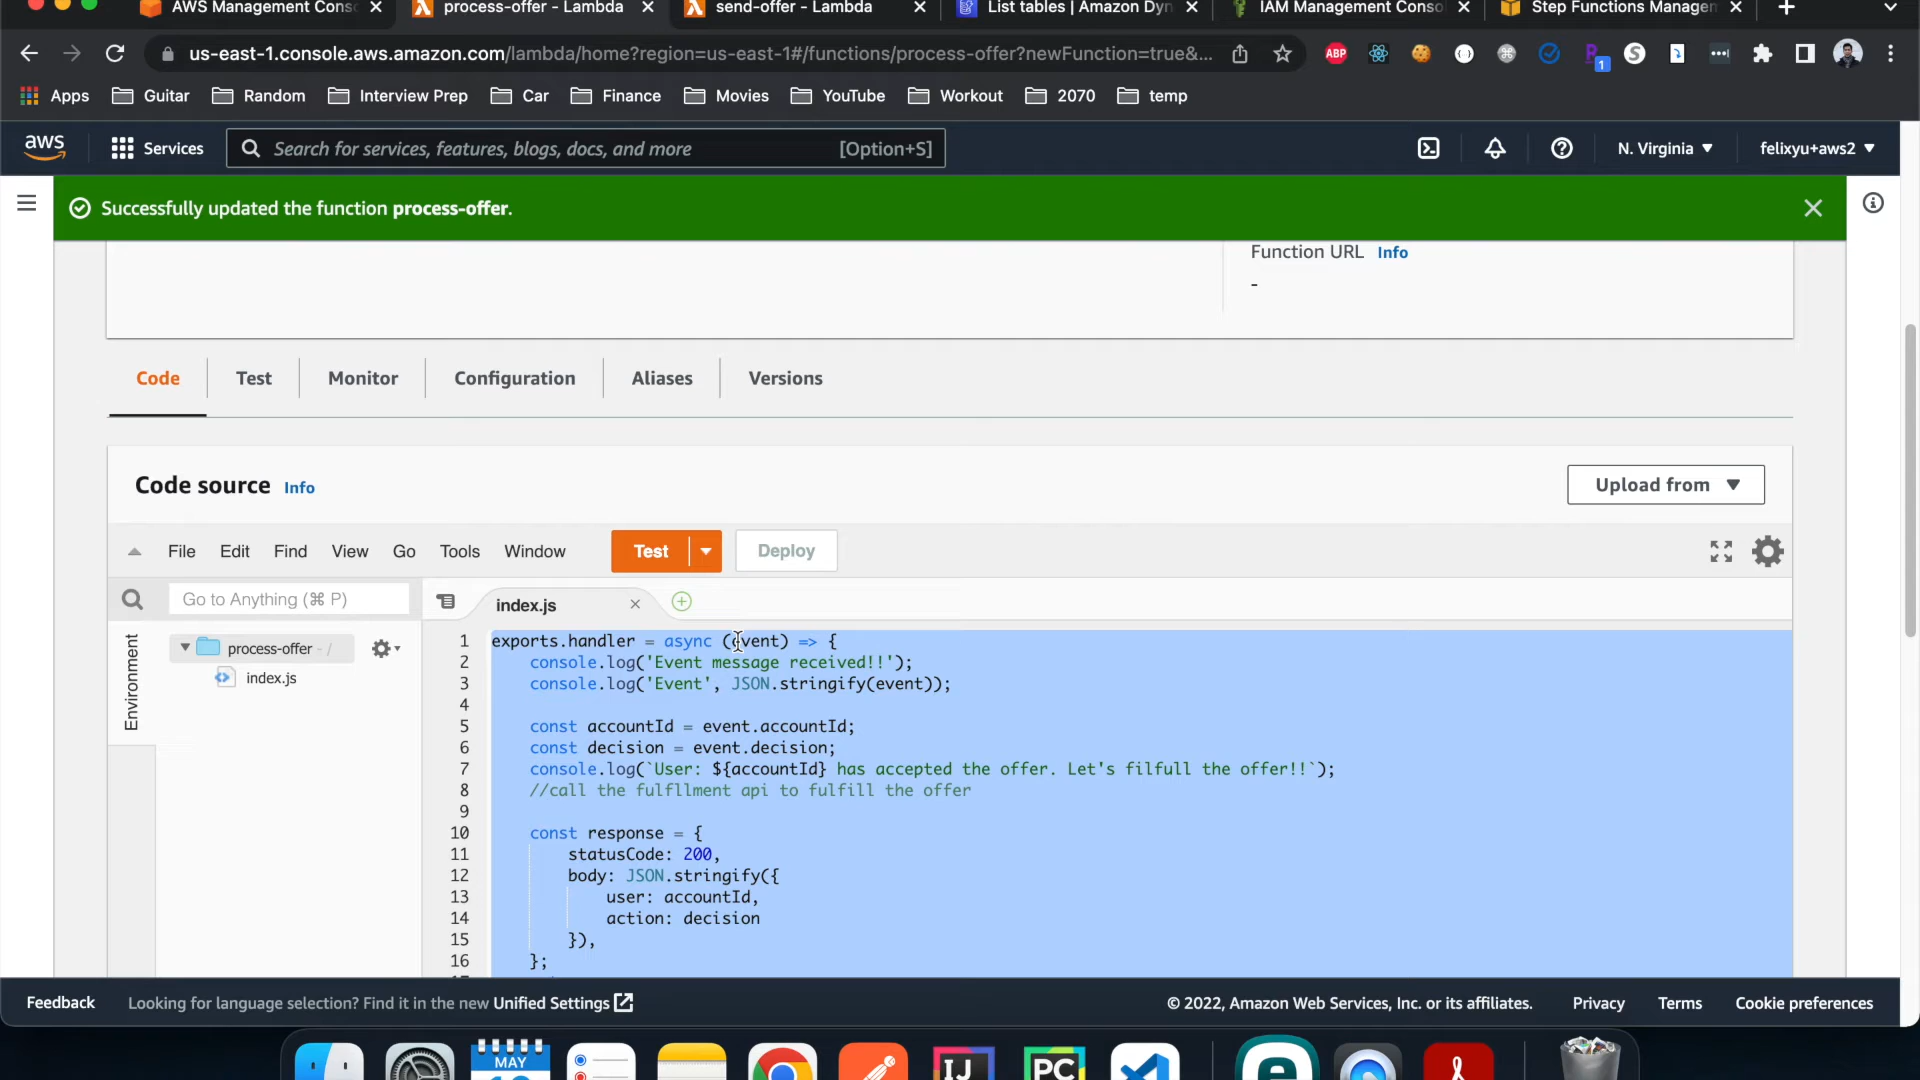 AWS Management Conso
process-offer - Lambda
send-offer - Lambda
List tables | Amazon Dyn
IAM Management Conso
Step Functions Managem
us-east-1.console.aws.amazon.com/lambda/home?region=us-east-1#/functions/process-offer?newFunction=true&...
ABP
1
Apps
Guitar
Random
Interview Prep
Car
Finance
Movies
YouTube
Workout
2070
temp
aws
Services
Search for services, features, blogs, docs, and more
[Option+S]
N. Virginia
felixyu+aws2
Successfully updated the function process-offer.
Function URL Info
-
Code
Test
Monitor
Configuration
Aliases
Versions
Code source Info
Upload from
File
Edit
Find
View
Go
Tools
Window
Test
Deploy
Go to Anything (⌘ P)
index.js
Environment
process-offer - /
index.js
1 exports.handler = async (event) => {
2 console.log('Event message received!!');
3 console.log('Event', JSON.stringify(event));
4
5 const accountId = event.accountId;
6 const decision = event.decision;
7 console.log(`User: ${accountId} has accepted the offer. Let's filfull the offer!!`);
8 //call the fulfllment api to fulfill the offer
9
10 const response = {
11 statusCode: 200,
12 body: JSON.stringify({
13 user: accountId,
14 action: decision
15 }),
16 };
Feedback
Looking for language selection? Find it in the new Unified Settings
© 2022, Amazon Web Services, Inc. or its affiliates.
Privacy
Terms
Cookie preferences
MAY
IJ
PC